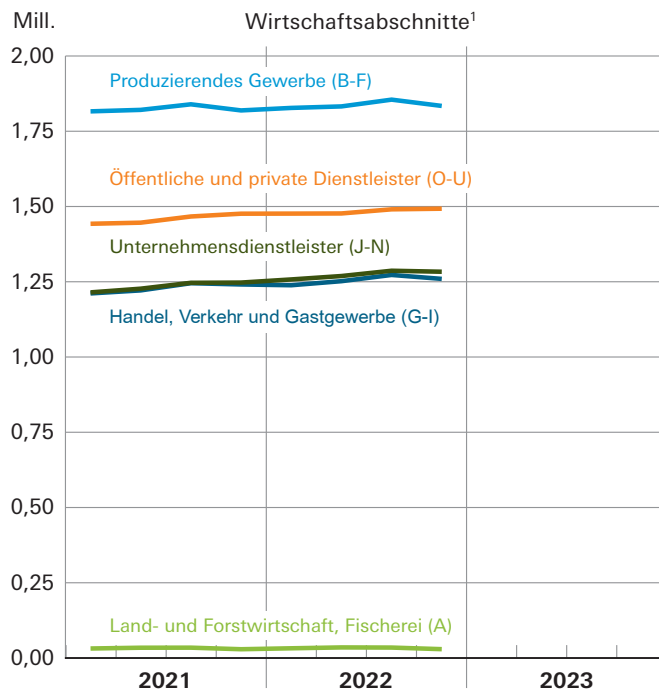 Mill.
Wirtschaftsabschnitte¹
2,00
Produzierendes Gewerbe (B-F)
1,75
Öffentliche und private Dienstleister (O-U)
1,50
Unternehmensdienstleister (J-N)
1,25
Handel, Verkehr und Gastgewerbe (G-I)
1,00
0,75
0,50
0,25
Land- und Forstwirtschaft, Fischerei (A)
0,00
2021 2022 2023